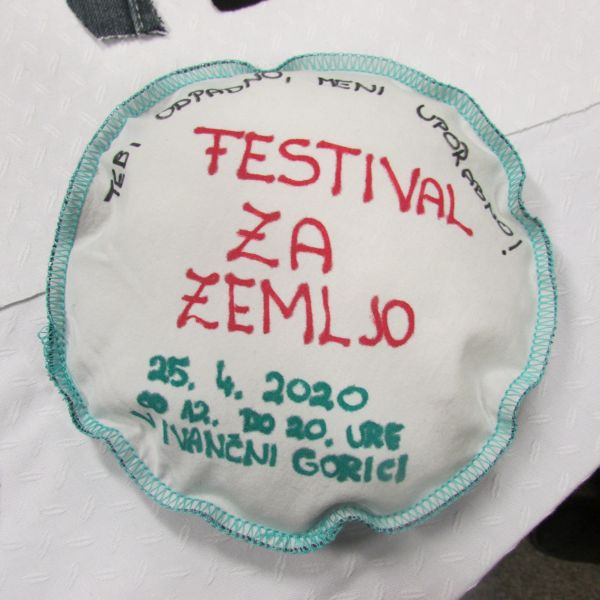 TEBI ODPADNO, MENI UPORABNO!
FESTIVAL
ZA
ZEMLJO
25. 4. 2020
OD 12. DO 20. URE
V IVANČNI GORICI